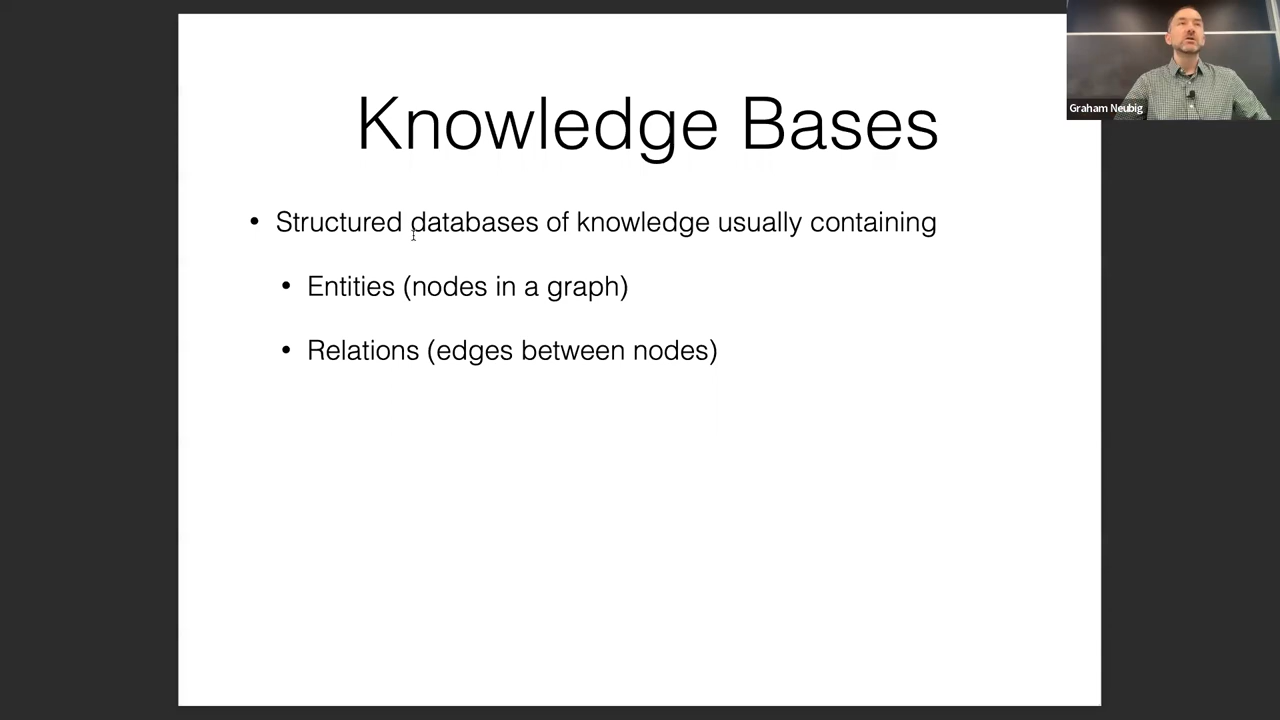 Knowledge Bases
Graham Neubig
• Structured databases of knowledge usually containing
• Entities (nodes in a graph)
• Relations (edges between nodes)